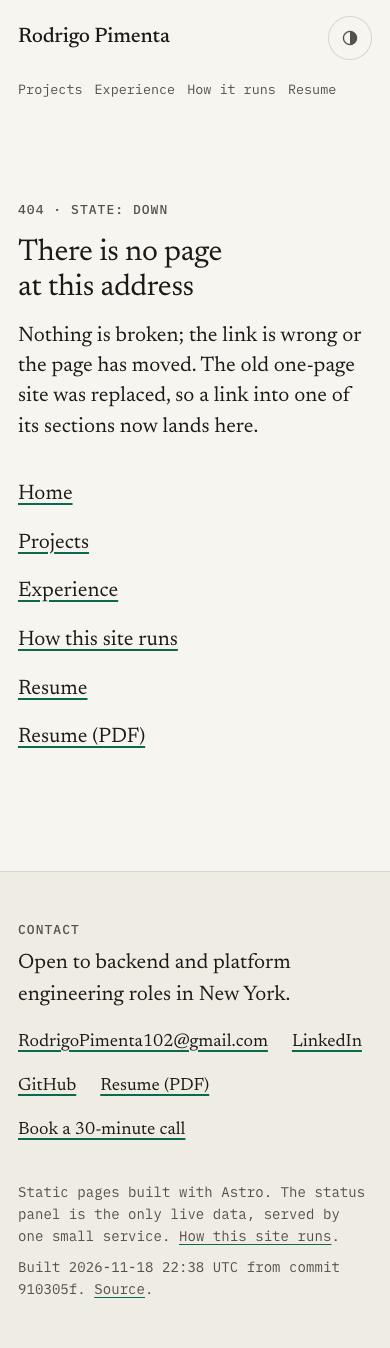 Rodrigo Pimenta
Projects Experience How it runs Resume
404 · STATE: DOWN
There is no page
at this address
Nothing is broken; the link is wrong or
the page has moved. The old one-page
site was replaced, so a link into one of
its sections now lands here.
Home
Projects
Experience
How this site runs
Resume
Resume (PDF)
CONTACT
Open to backend and platform
engineering roles in New York.
RodrigoPimenta102@gmail.com LinkedIn
GitHub Resume (PDF)
Book a 30-minute call
Static pages built with Astro. The status
panel is the only live data, served by
one small service. How this site runs.
Built 2026-11-18 22:38 UTC from commit
910305f. Source.